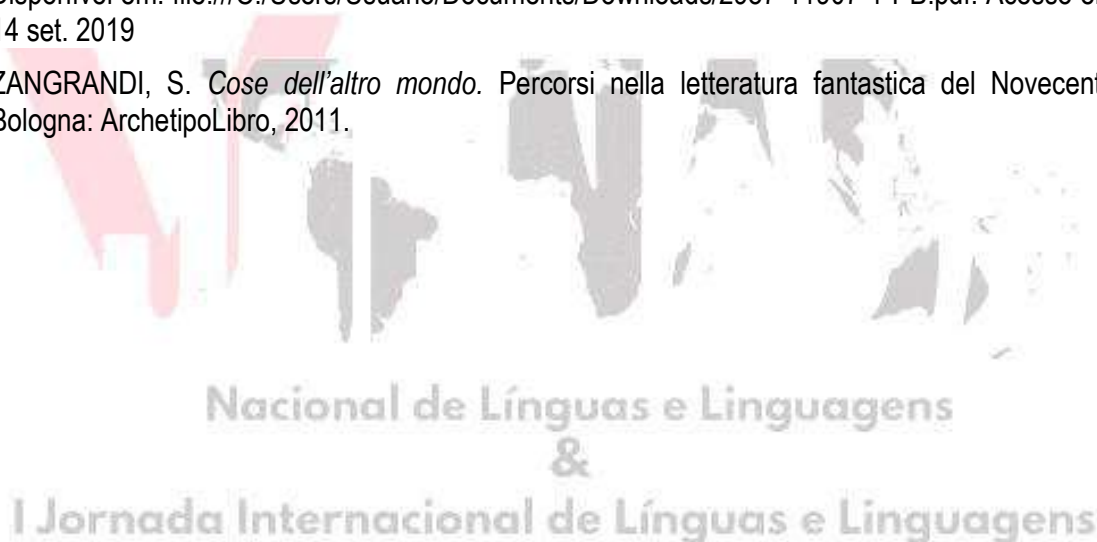 14 set. 2019
ZANGRANDI, S. Cose dell'altro mondo. Percorsi nella letteratura fantastica del Novecent
Bologna: ArchetipoLibro, 2011.
Nacional de Línguas e Linguagens
&
I Jornada Internacional de Línguas e Linguagens